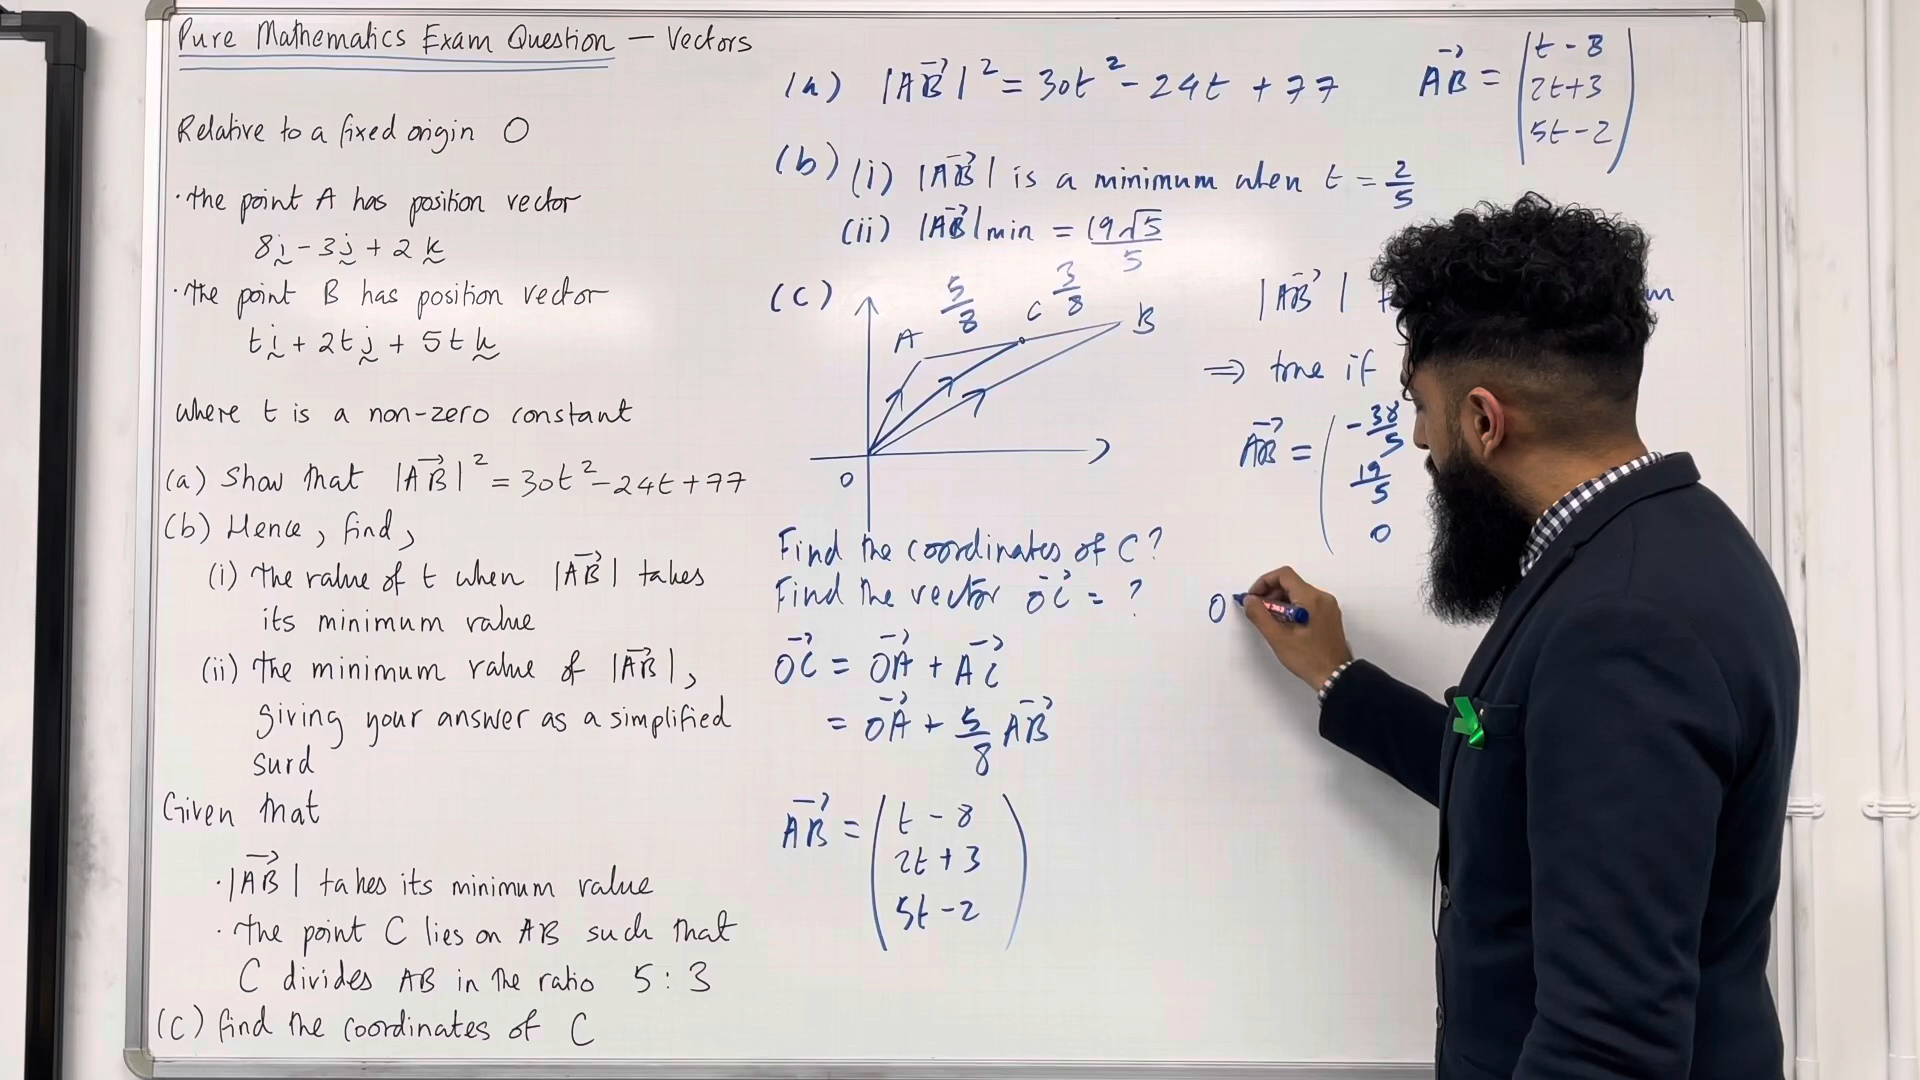 Pure Mathematics Exam Question – Vectors
Relative to a fixed origin O
· the point A has position vector
8i - 3j + 2k
· the point B has position vector
ti + 2tj + 5tk
where t is a non-zero constant
(a) Show that |AB|² = 30t² - 24t + 77
(b) Hence, find,
(i) the value of t when |AB| takes
its minimum value
(ii) the minimum value of |AB|,
giving your answer as a simplified
surd
Given that
· |AB| takes its minimum value
· the point C lies on AB such that
C divides AB in the ratio 5 : 3
(c) find the coordinates of C
(a) |AB|² = 30t² - 24t + 77
(b) (i) |AB| is a minimum when t = 2/5
(ii) |AB|min = 19√5/5
(c)
5/8
3/8
A
C
B
O
Find the coordinates of C?
Find the vector OC = ?
OC = OA + AC
= OA + 5/8 AB
AB = (t - 8
2t + 3
5t - 2)
AB = (t - 8
2t + 3
5t - 2)
|AB|
⇒ true if
AB = (-38/5
19/5
0
O